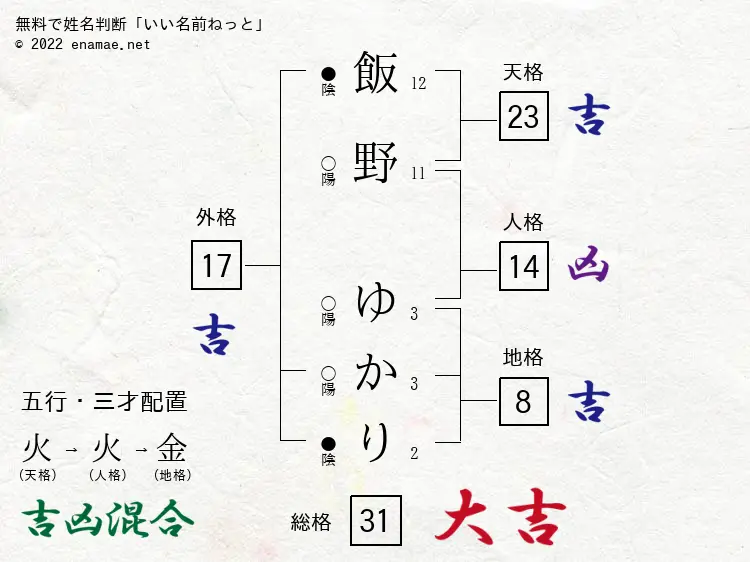 無料で姓名判断「いい名前ねっと」
© 2022 enamae.net
飯 12
●陰
野 11
○陽
ゆ 3
○陽
か 3
○陽
り 2
●陰
天格
23 吉
人格
14 凶
地格
8 吉
外格
17
吉
五行・三才配置
火→火→金
(天格) (人格) (地格)
吉凶混合
総格 31 大吉